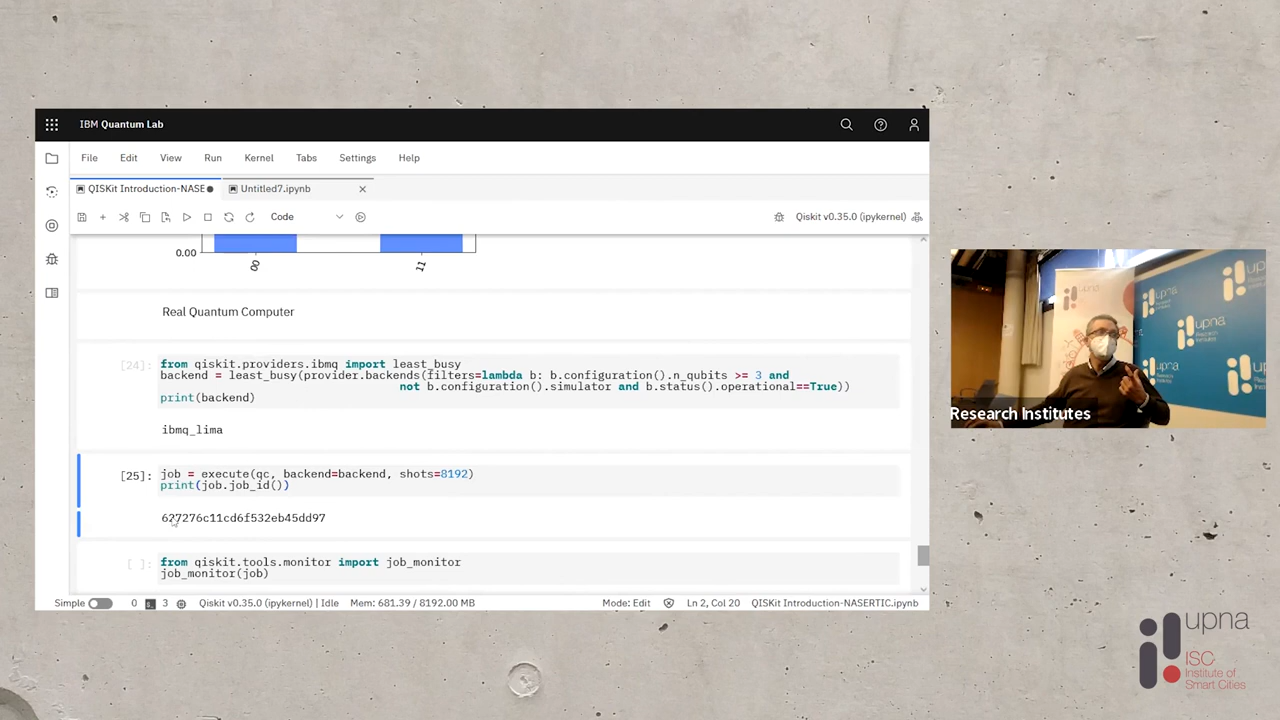 IBM Quantum Lab
File Edit View Run Kernel Tabs Settings Help
QISKit Introduction-NASE Untitled7.ipynb
Code Qiskit v0.35.0 (ipykernel)
0.00
00 11
Real Quantum Computer
[24]: from qiskit.providers.ibmq import least_busy
backend = least_busy(provider.backends(filters=lambda b: b.configuration().n_qubits >= 3 and
not b.configuration().simulator and b.status().operational==True))
print(backend)
ibmq_lima
[25]: job = execute(qc, backend=backend, shots=8192)
print(job.job_id())
627276c11cd6f532eb45dd97
[ ]: from qiskit.tools.monitor import job_monitor
job_monitor(job)
Simple 0 3 Qiskit v0.35.0 (ipykernel) | Idle Mem: 681.39 / 8192.00 MB Mode: Edit Ln 2, Col 20 QISKit Introduction-NASERTIC.ipynb
upna
upna
upna
Research Institutes
upna
ISC
Institute of
Smart Cities